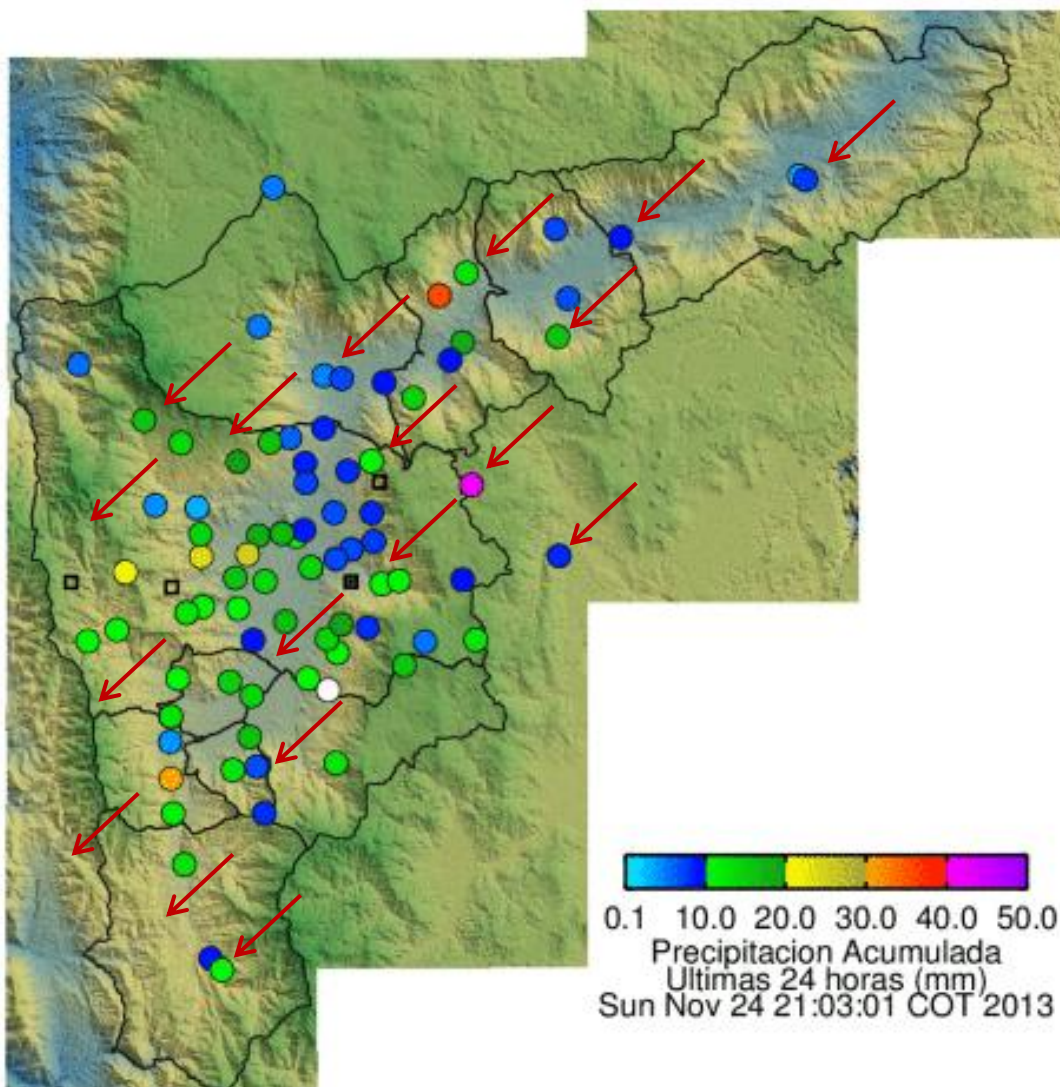 0.1 10.0 20.0 30.0 40.0 50.0
Precipitacion Acumulada
Ultimas 24 horas (mm)
Sun Nov 24 21:03:01 COT 2013